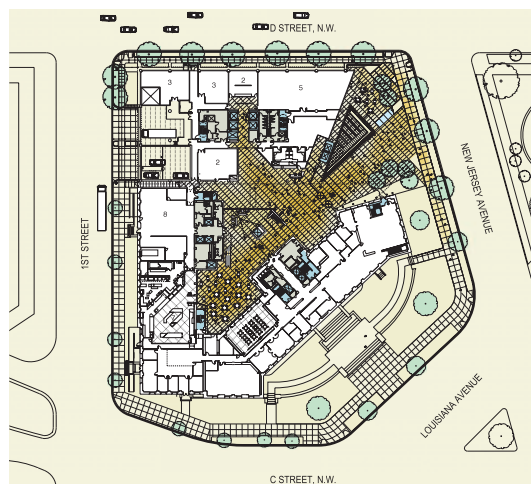 D STREET, N.W.
3
3
2
5
2
8
1ST STREET
NEW JERSEY AVENUE
LOUISIANA AVENUE
C STREET, N.W.